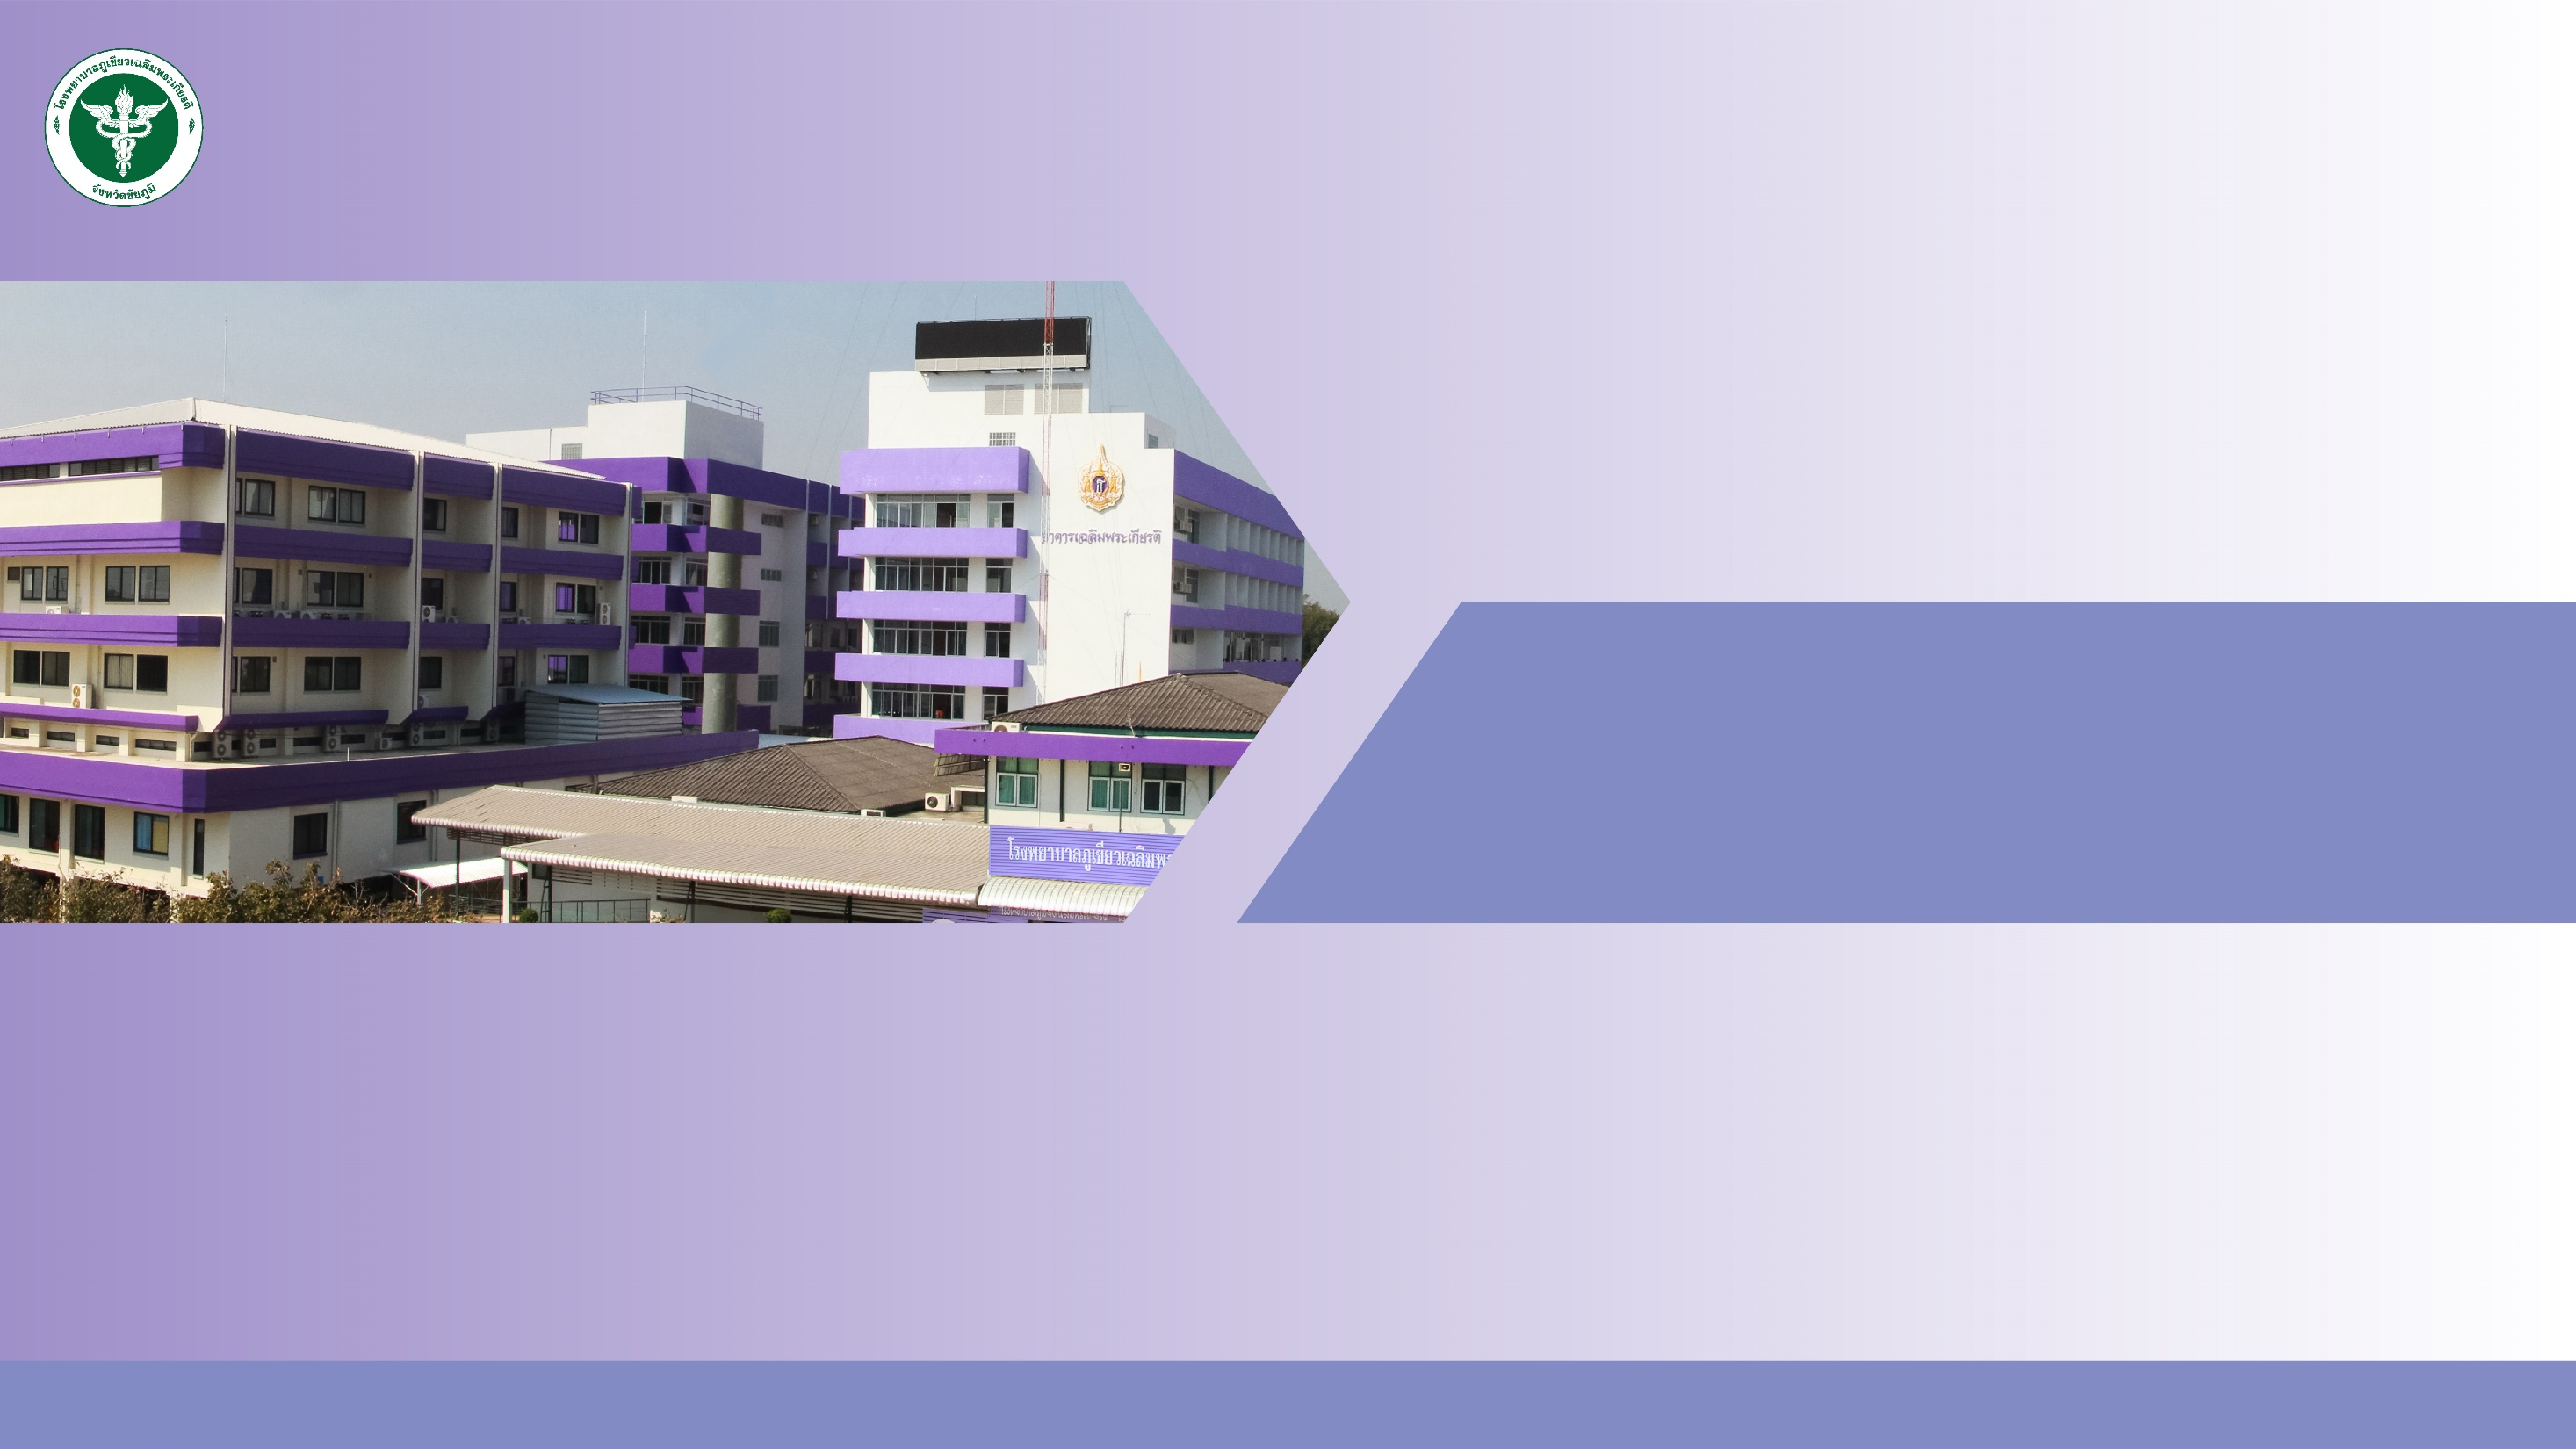 โรงพยาบาลภูเขียวเฉลิมพระเกียรติ
จังหวัดชัยภูมิ
อาคารเฉลิมพระเกียรติ
โรงพยาบาลภูเขียวเฉลิมพร